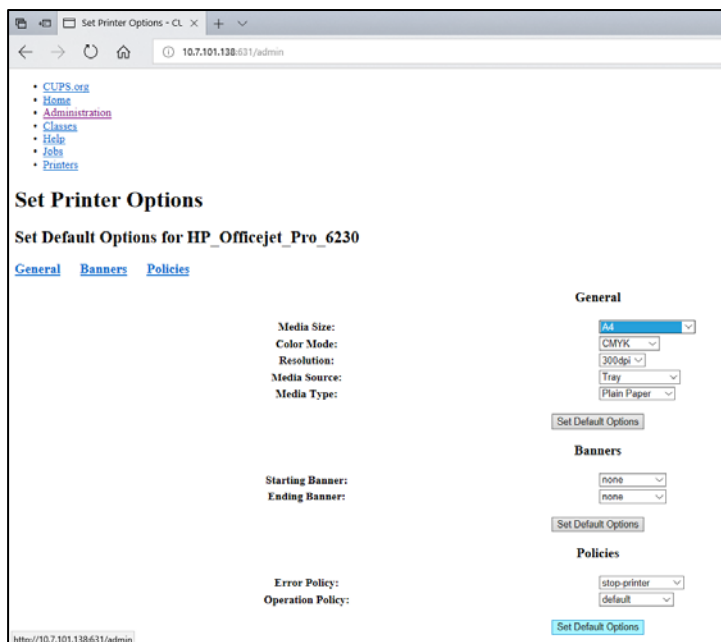 Set Printer Options - CU
10.7.101.138:631/admin
CUPS.org
Home
Administration
Classes
Help
Jobs
Printers
Set Printer Options
Set Default Options for HP_Officejet_Pro_6230
General Banners Policies
General
Media Size: A4
Color Mode: CMYK
Resolution: 300dpi
Media Source: Tray
Media Type: Plain Paper
Set Default Options
Banners
Starting Banner: none
Ending Banner: none
Set Default Options
Policies
Error Policy: stop-printer
Operation Policy: default
Set Default Options
http://10.7.101.138:631/admin